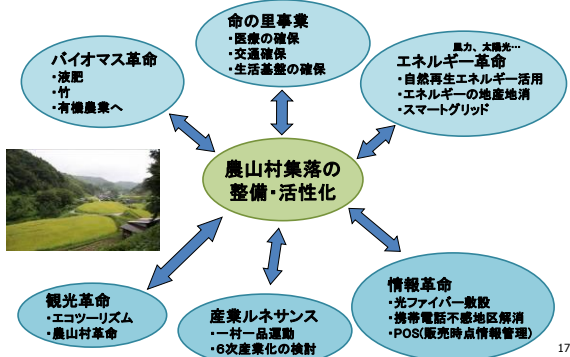 命の里事業
・医療の確保
・交通確保
・生活基盤の確保
バイオマス革命
・液肥
・竹
・有機農業へ
風力、太陽光…
エネルギー革命
・自然再生エネルギー活用
・エネルギーの地産地消
・スマートグリッド
農山村集落の
整備・活性化
観光革命
・エコツーリズム
・農山村革命
産業ルネサンス
・一村一品運動
・6次産業化の検討
情報革命
・光ファイバー敷設
・携帯電話不感地区解消
・POS(販売時点情報管理)
17